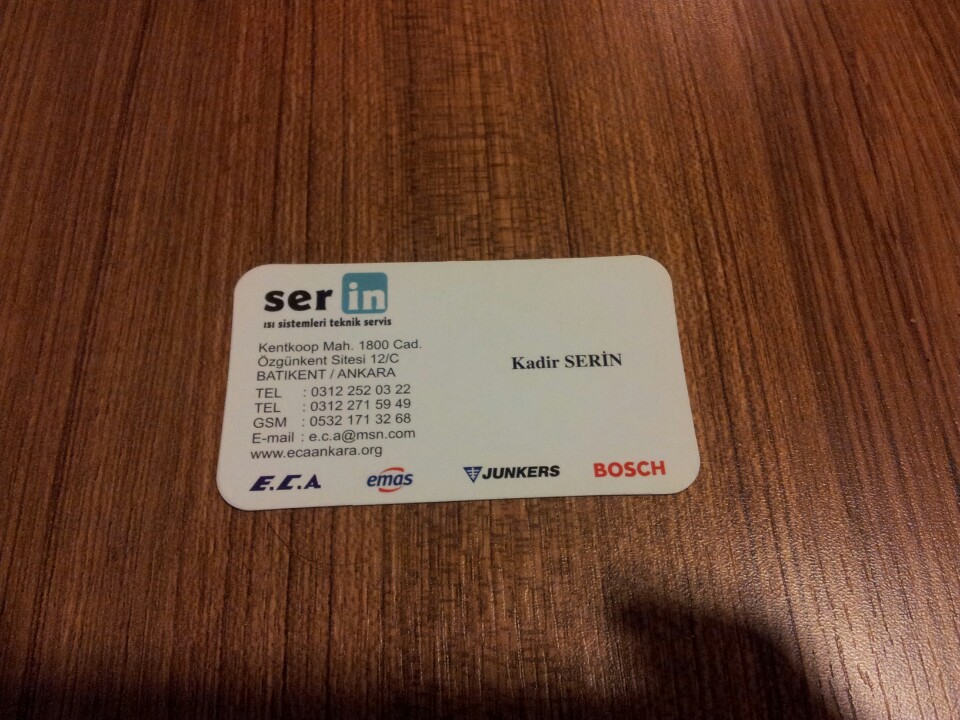 ser in
ısı sistemleri teknik servis
Kentkoop Mah. 1800 Cad.
Özgünkent Sitesi 12/C
BATIKENT / ANKARA
TEL : 0312 252 03 22
TEL : 0312 271 59 49
GSM : 0532 171 32 68
E-mail : e.c.a@msn.com
www.ecaankara.org
Kadir SERİN
E.C.A
emas
JUNKERS
BOSCH